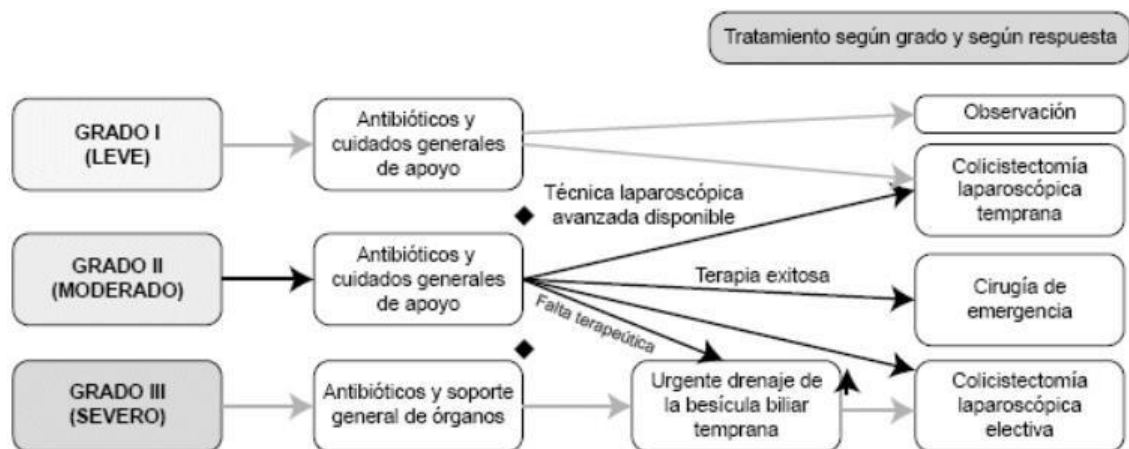 Tratamiento según grado y según respuesta
GRADO I
(LEVE)
Antibióticos y
cuidados generales
de apoyo
Observación
Colicistectomía
laparoscópica
temprana
Técnica laparoscópica
avanzada disponible
GRADO II
(MODERADO)
Antibióticos y
cuidados generales
de apoyo
Terapia exitosa
Cirugía de
emergencia
Falta terapeútica
GRADO III
(SEVERO)
Antibióticos y soporte
general de órganos
Urgente drenaje de
la besícula biliar
temprana
Colicistectomía
laparoscópica
electiva